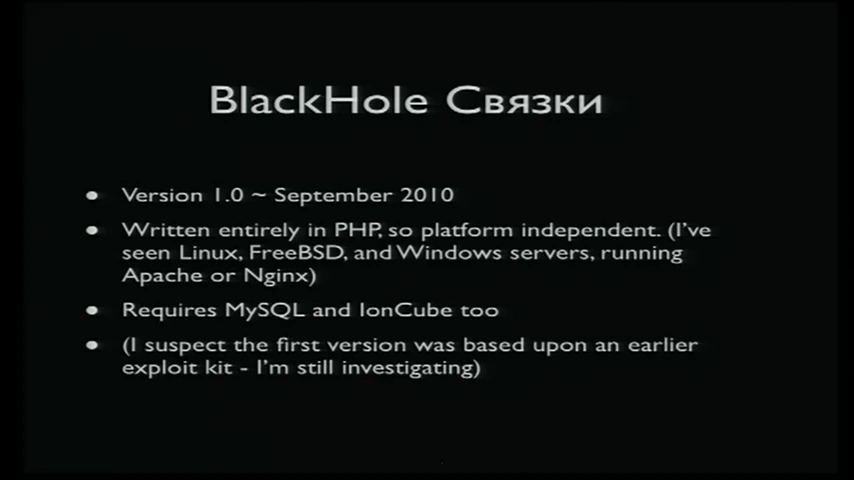 BlackHole Связки
• Version 1.0 ~ September 2010
• Written entirely in PHP, so platform independent. (I've
seen Linux, FreeBSD, and Windows servers, running
Apache or Nginx)
• Requires MySQL and IonCube too
• (I suspect the first version was based upon an earlier
exploit kit - I'm still investigating)